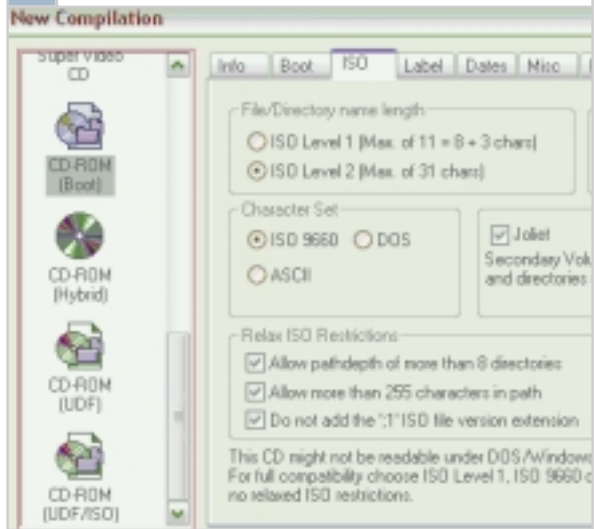 New Compilation
Super Video
CD
CD-ROM
(Boot)
CD-ROM
(Hybrid)
CD-ROM
(UDF)
CD-ROM
(UDF/ISO)
Info Boot ISO Label Dates Misc
File/Directory name length
ISO Level 1 (Max. of 11 = 8 + 3 chars)
ISO Level 2 (Max. of 31 chars)
Character Set
ISO 9660 DOS
ASCII
Joliet
Secondary Volu
and directories
Relax ISO Restrictions
Allow pathdepth of more than 8 directories
Allow more than 255 characters in path
Do not add the ";1" ISO file version extension
This CD might not be readable under DOS/Windows
For full compatibility choose ISO Level 1, ISO 9660 c
no relaxed ISO restrictions.